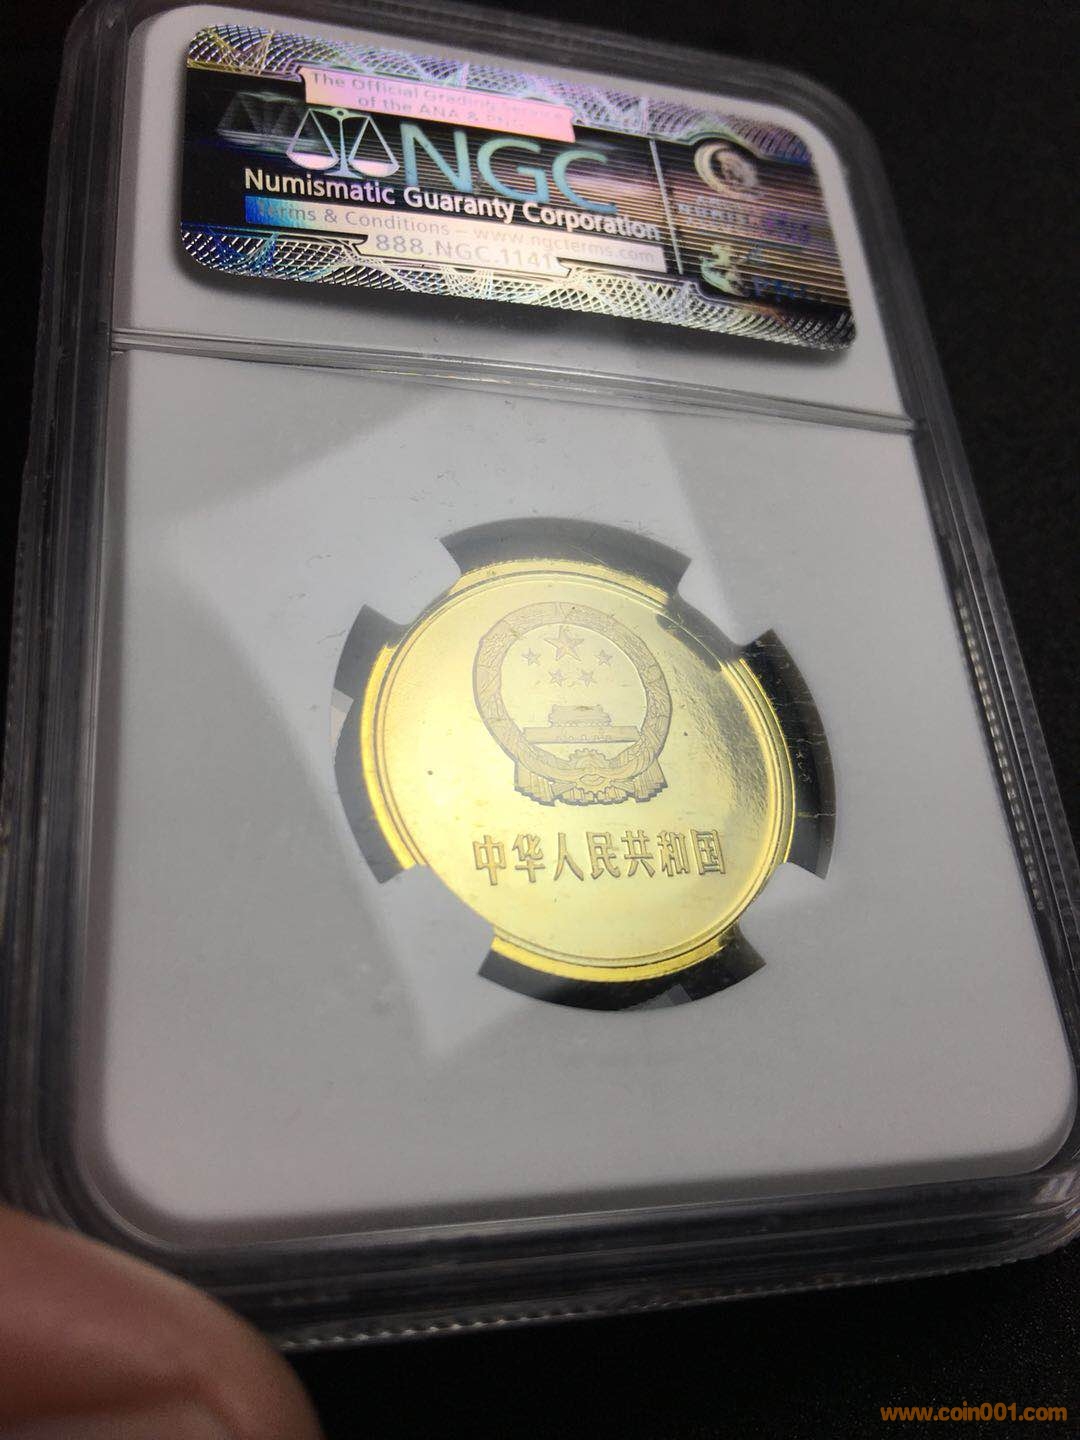 The Official Grading Service
of the ANA & PNG
NGC
Numismatic Guaranty Corporation
Terms & Conditions – www.ngcterms.com
888.NGC.1141
中华人民共和国
www.coin001.com